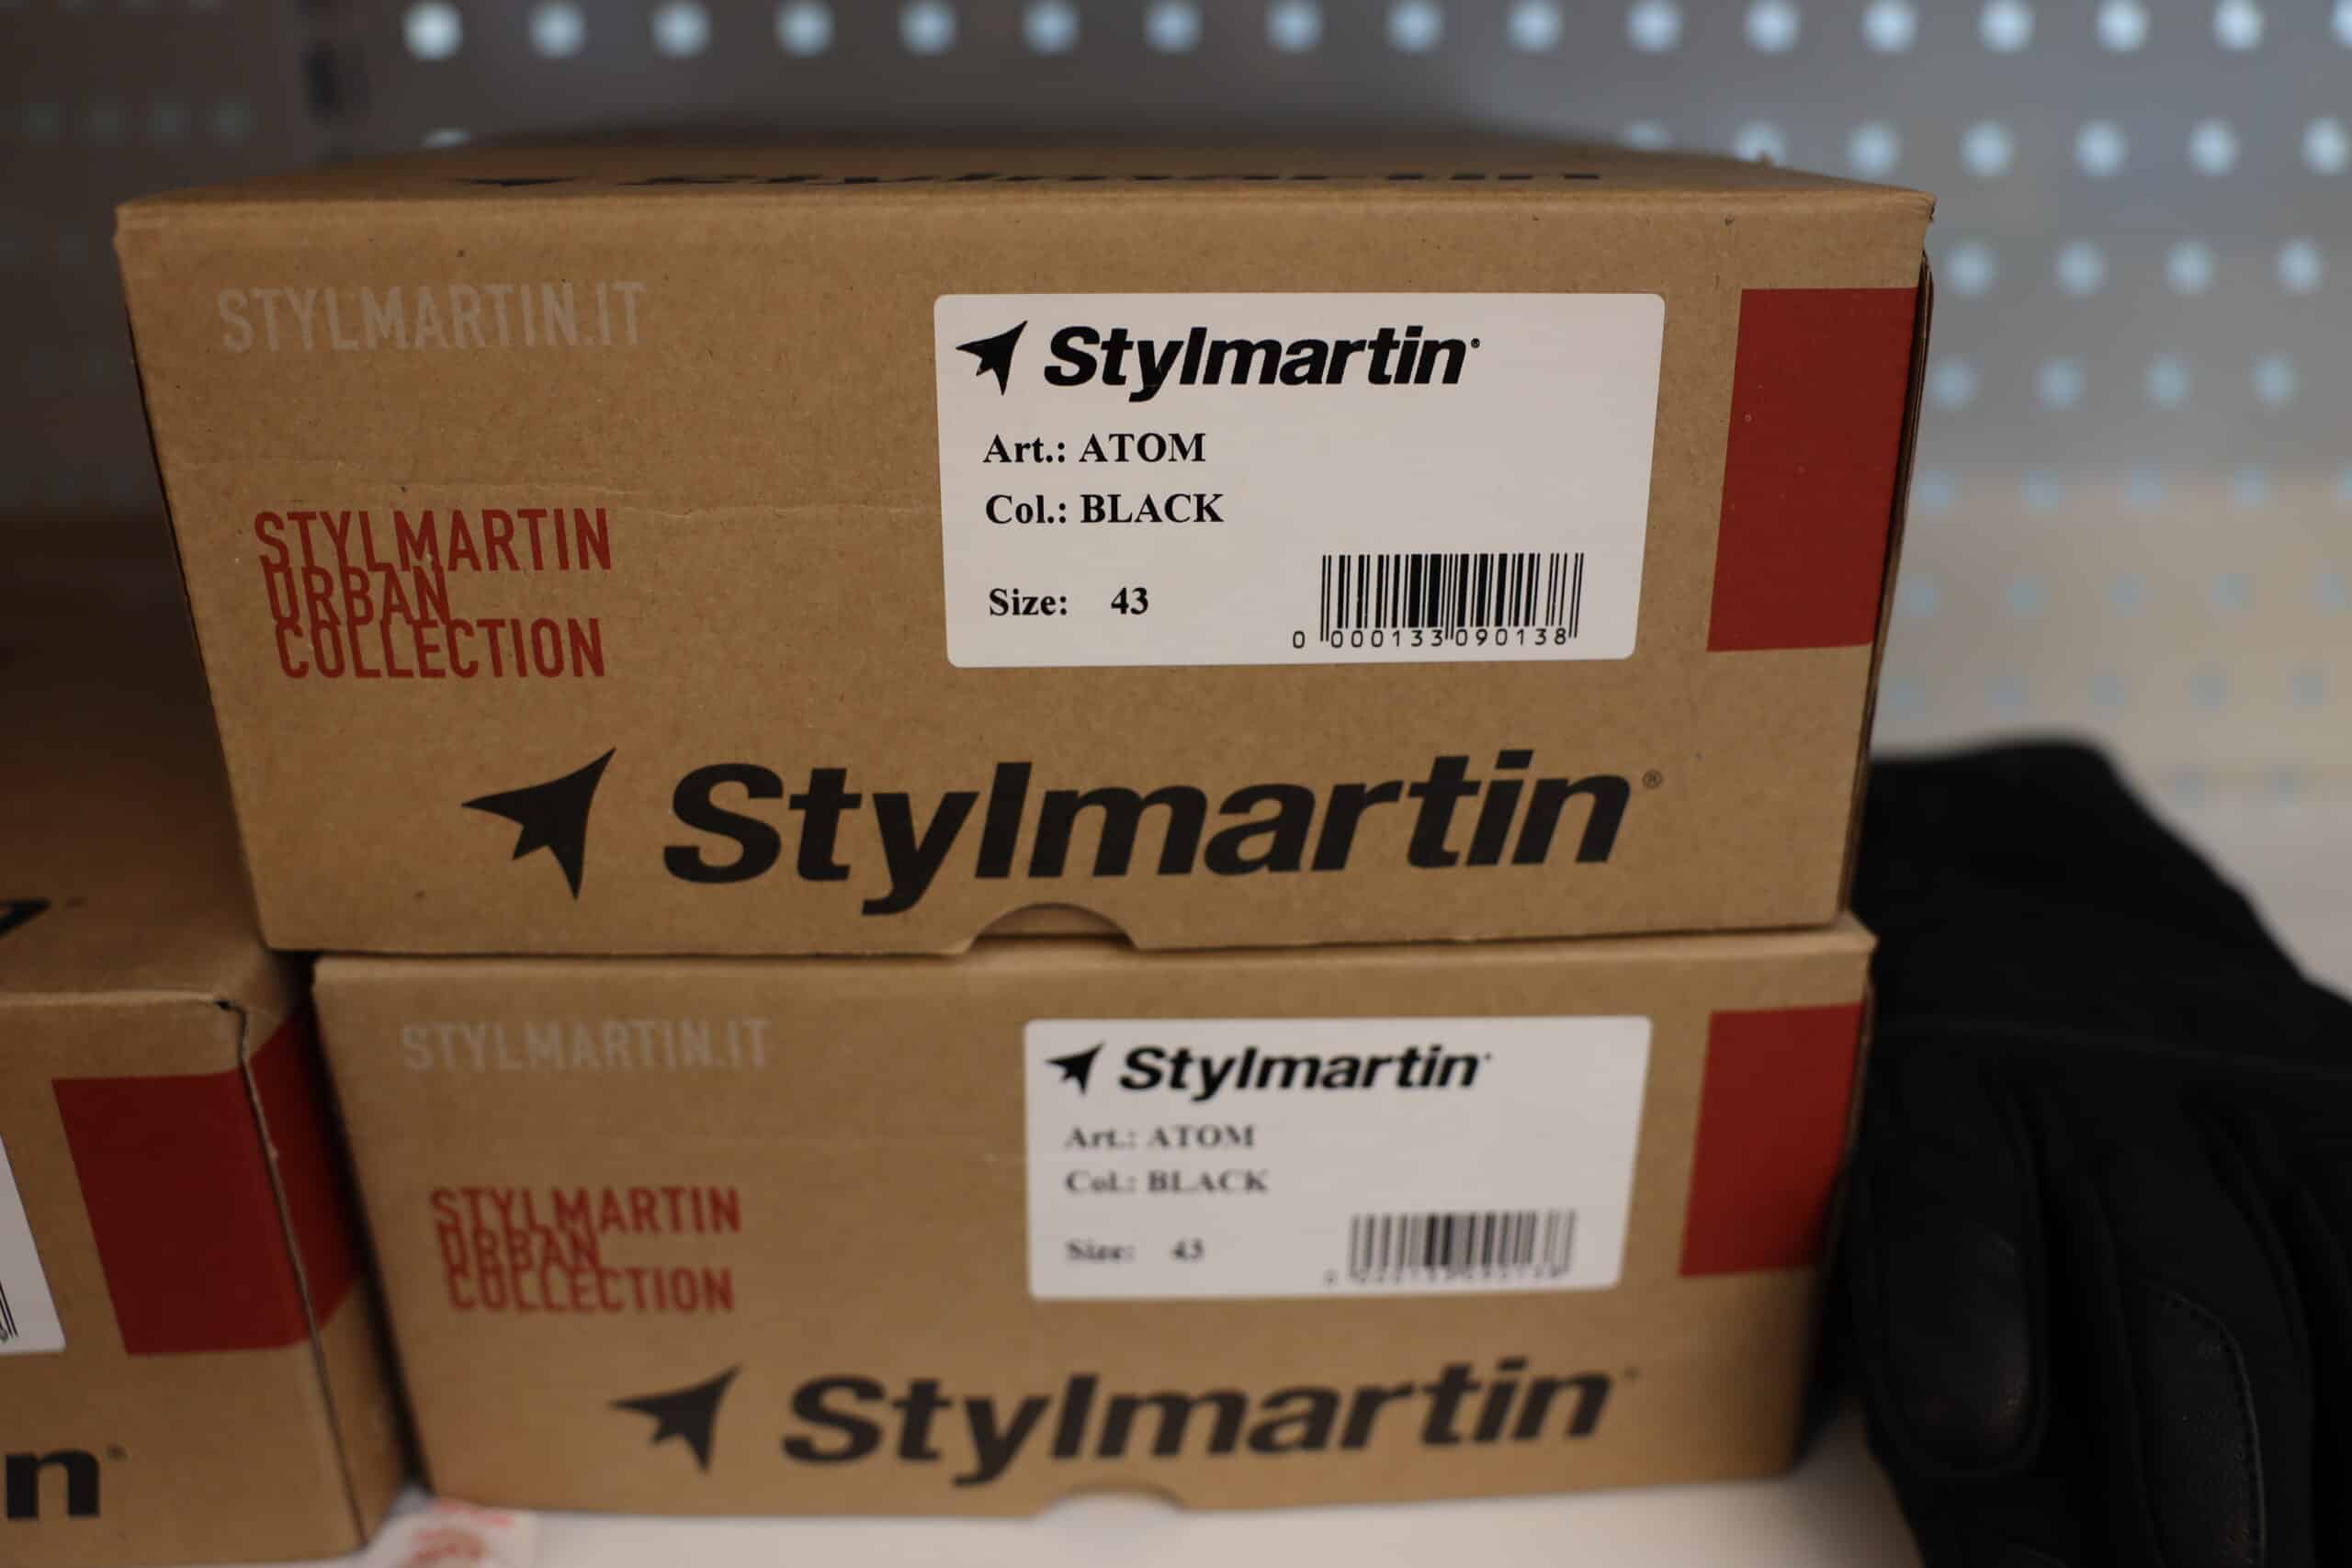 Stylmartin
STYLMARTIN.IT
Stylmartin
Art.: ATOM
Col.: BLACK
Size: 43
0 000133 090138
STYLMARTIN
URBAN
COLLECTION
Stylmartin®
STYLMARTIN.IT
Stylmartin
Art.: ATOM
Col.: BLACK
Size: 43
STYLMARTIN
URBAN
COLLECTION
Stylmartin
n